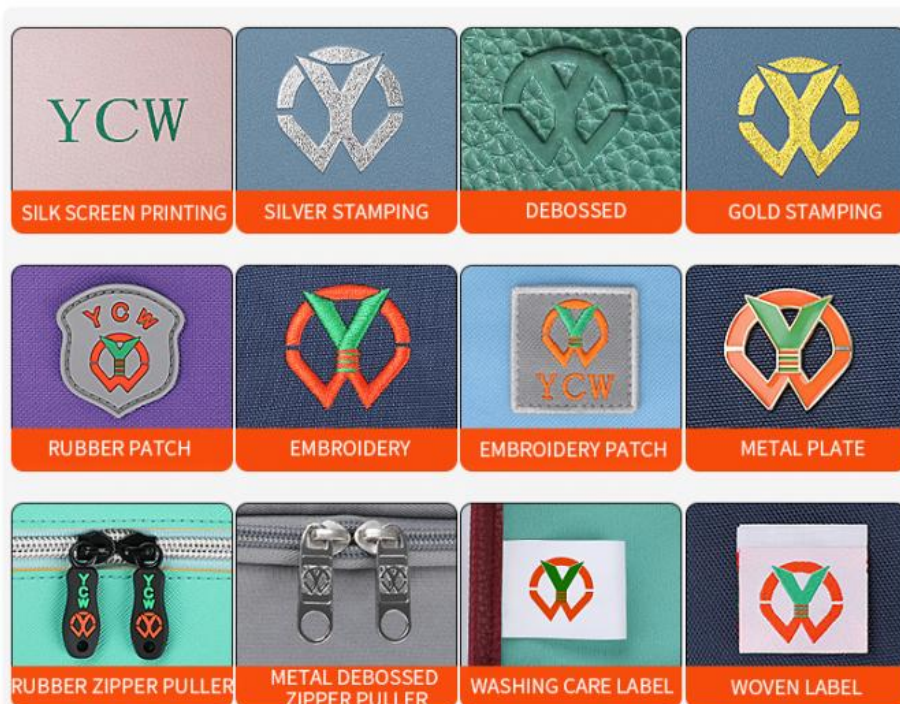 YCW
SILK SCREEN PRINTING
SILVER STAMPING
DEBOSSED
GOLD STAMPING
YCW
RUBBER PATCH
EMBROIDERY
YCW
EMBROIDERY PATCH
METAL PLATE
YCW
YCW
RUBBER ZIPPER PULLER
METAL DEBOSSED
ZIPPER PULLER
WASHING CARE LABEL
WOVEN LABEL